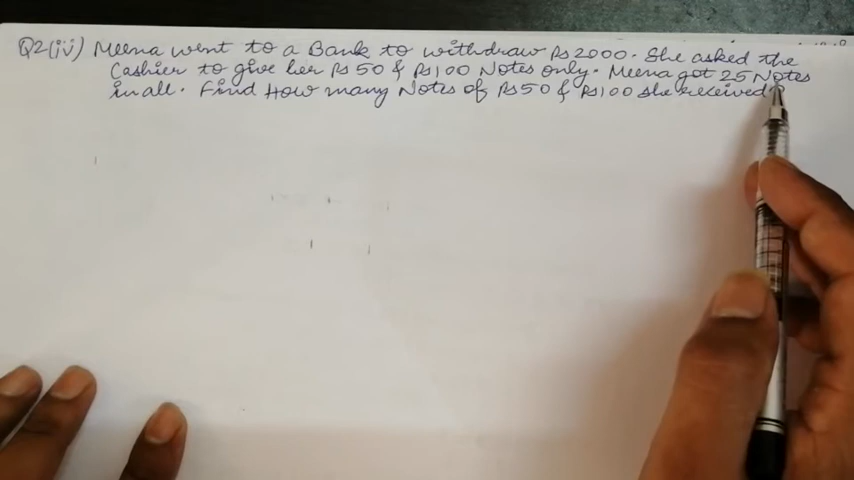 Q2(iv) Meena went to a Bank to withdraw Rs 2000. She asked the
Cashier to give her Rs 50 & Rs 100 Notes only. Meena got 25 Notes
in all. Find How many Notes of Rs 50 & Rs 100 she received?